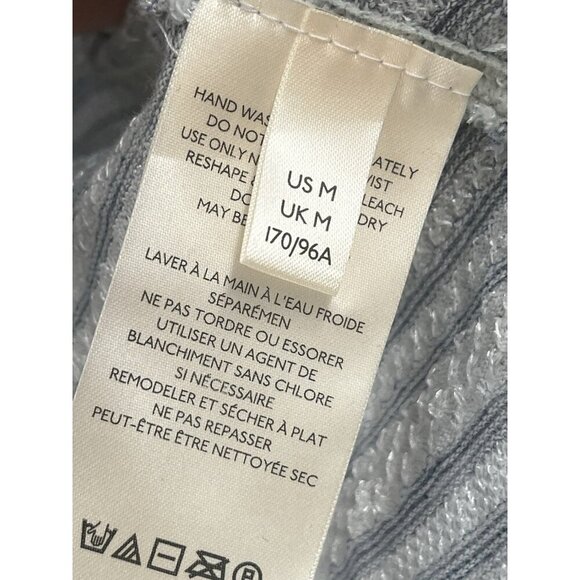 HAND WAS
DO NOT
USE ONLY N
RESHAPE
DO
MAY BE
ATELY
IST
LEACH
DRY
US M
UK M
170/96A
LAVER À LA MAIN À L'EAU FROIDE
SÉPARÉMEN
NE PAS TORDRE OU ESSORER
UTILISER UN AGENT DE
BLANCHIMENT SANS CHLORE
SI NÉCESSAIRE
REMODELER ET SÉCHER À PLAT
NE PAS REPASSER
PEUT-ÊTRE ÊTRE NETTOYÉE SEC